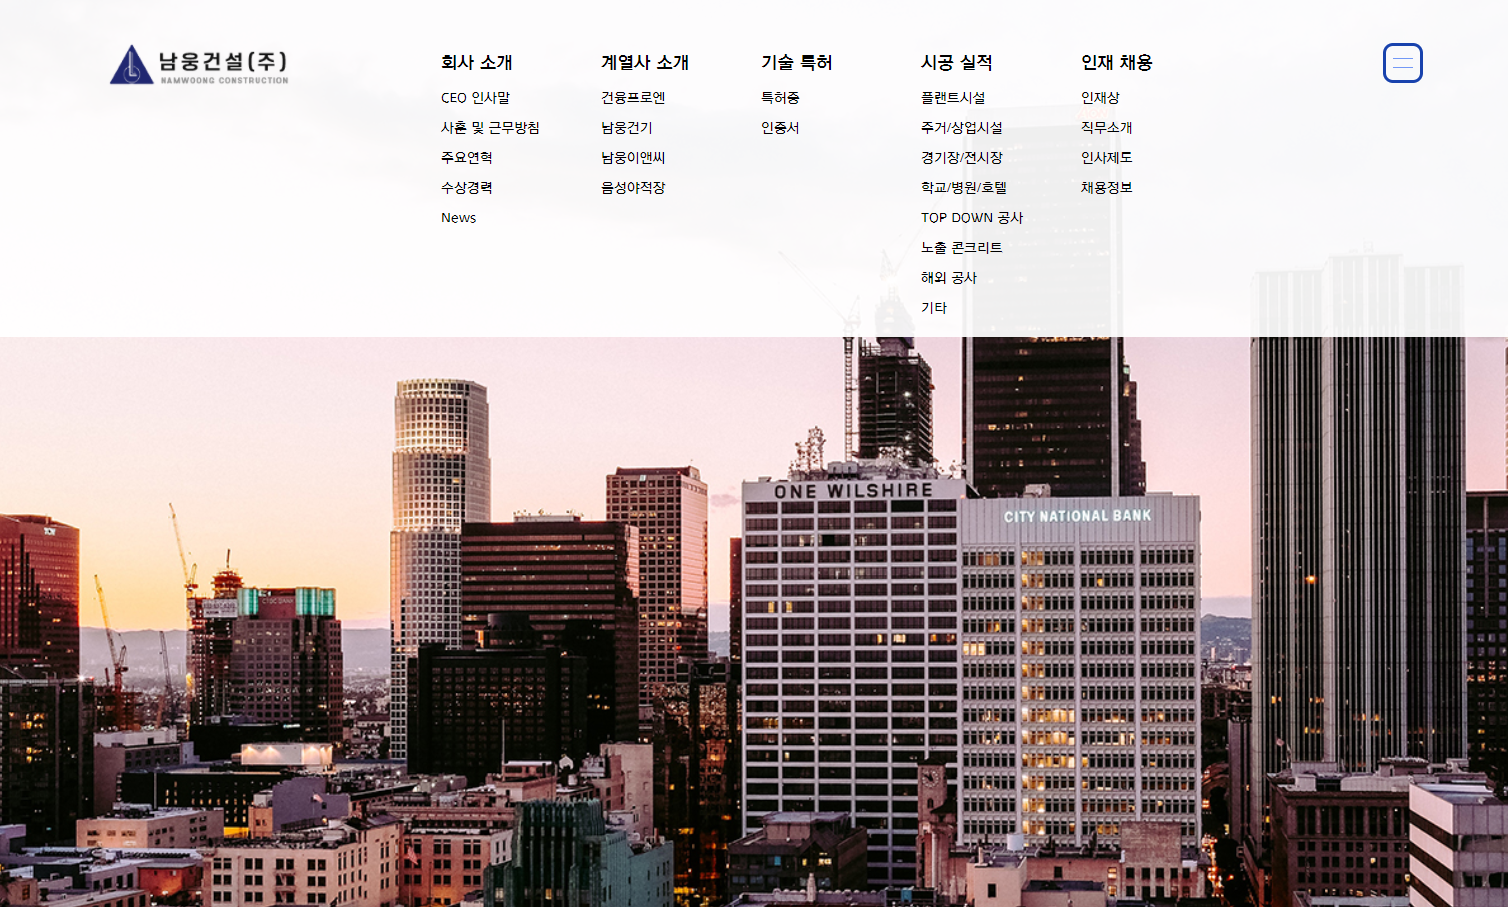 남웅건설(주)
NAMWOONG CONSTRUCTION
회사 소개
CEO 인사말
사훈 및 근무방침
주요연혁
수상경력
News
계열사 소개
건융프로엔
남웅건기
남웅이앤씨
음성야적장
기술 특허
특허증
인증서
시공 실적
플랜트시설
주거/상업시설
경기장/전시장
학교/병원/호텔
TOP DOWN 공사
노출 콘크리트
해외 공사
기타
인재 채용
인재상
직무소개
인사제도
채용정보
ONE WILSHIRE
CITY NATIONAL BANK